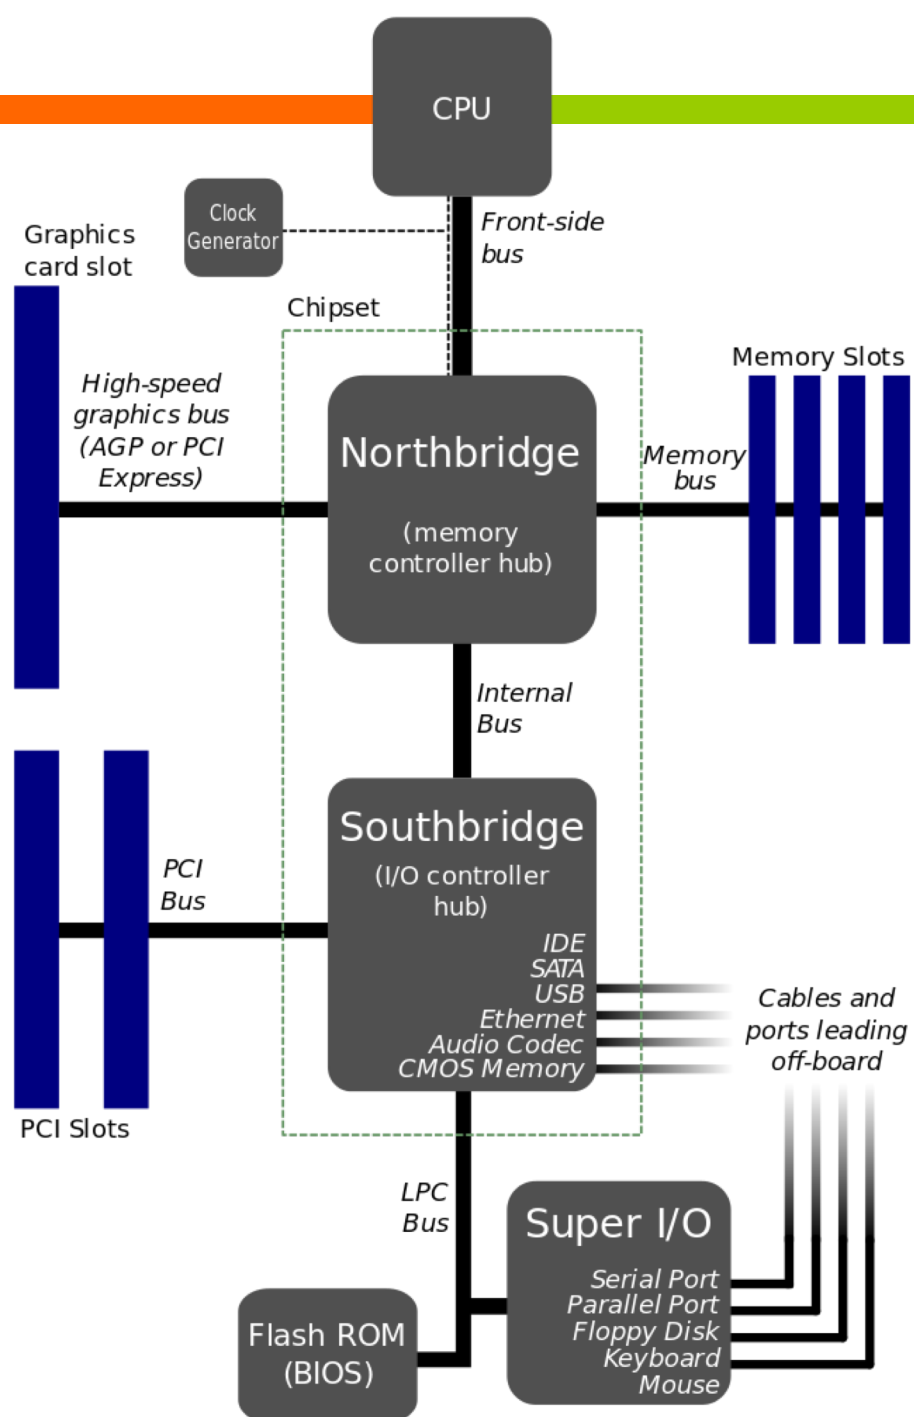 CPU
Clock
Generator
Front-side
bus
Graphics
card slot
Chipset
High-speed
graphics bus
(AGP or PCI
Express)
Memory Slots
Northbridge
(memory
controller hub)
Memory
bus
Internal
Bus
Southbridge
(I/O controller
hub)
IDE
SATA
USB
Ethernet
Audio Codec
CMOS Memory
PCI
Bus
PCI Slots
Cables and
ports leading
off-board
LPC
Bus
Super I/O
Serial Port
Parallel Port
Floppy Disk
Keyboard
Mouse
Flash ROM
(BIOS)